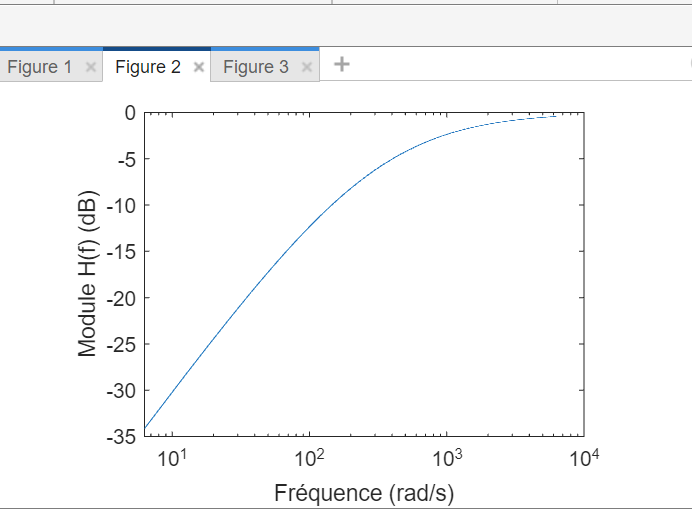 Figure 1 × Figure 2 × Figure 3 × +
0
-5
-10
-15
-20
-25
-30
-35
Module H(f) (dB)
10¹ 10² 10³ 10⁴
Fréquence (rad/s)